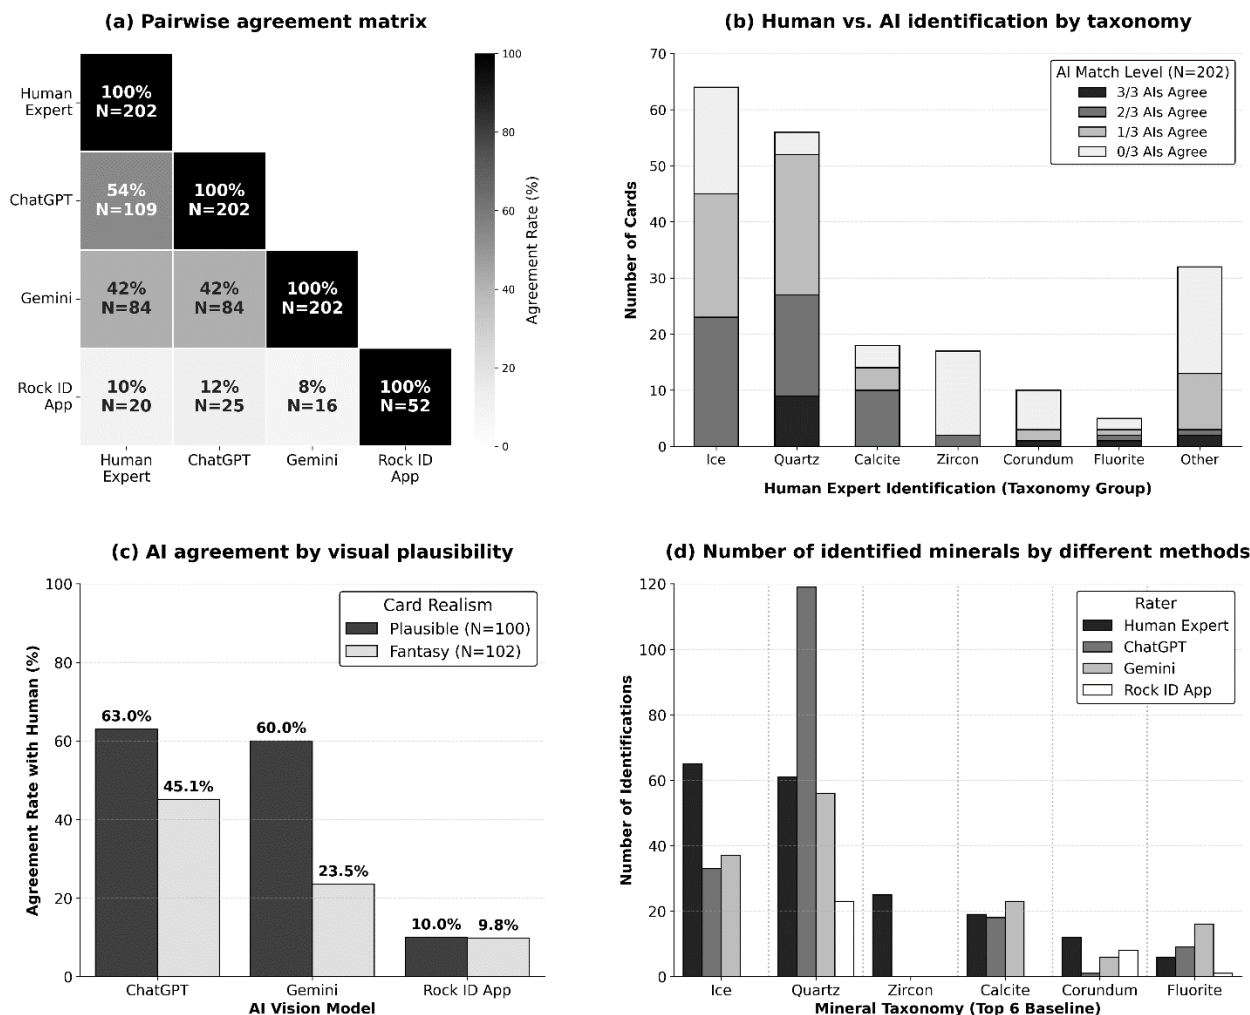 (a) Pairwise agreement matrix
Human
Expert
ChatGPT
Gemini
Rock ID
App
100%
N=202
54%
N=109
100%
N=202
42%
N=84
42%
N=84
100%
N=202
10%
N=20
12%
N=25
8%
N=16
100%
N=52
Human
Expert
ChatGPT
Gemini
Rock ID
App
100
80
60
40
20
0
Agreement Rate (%)
(b) Human vs. AI identification by taxonomy
Number of Cards
70
60
50
40
30
20
10
0
AI Match Level (N=202)
3/3 AIs Agree
2/3 AIs Agree
1/3 AIs Agree
0/3 AIs Agree
Ice
Quartz
Calcite
Zircon
Corundum
Fluorite
Other
Human Expert Identification (Taxonomy Group)
(c) AI agreement by visual plausibility
Agreement Rate with Human (%)
100
80
60
40
20
0
Card Realism
Plausible (N=100)
Fantasy (N=102)
63.0%
45.1%
60.0%
23.5%
10.0%
9.8%
ChatGPT
Gemini
Rock ID App
AI Vision Model
(d) Number of identified minerals by different methods
Number of Identifications
120
100
80
60
40
20
0
Rater
Human Expert
ChatGPT
Gemini
Rock ID App
Ice
Quartz
Zircon
Calcite
Corundum
Fluorite
Mineral Taxonomy (Top 6 Baseline)